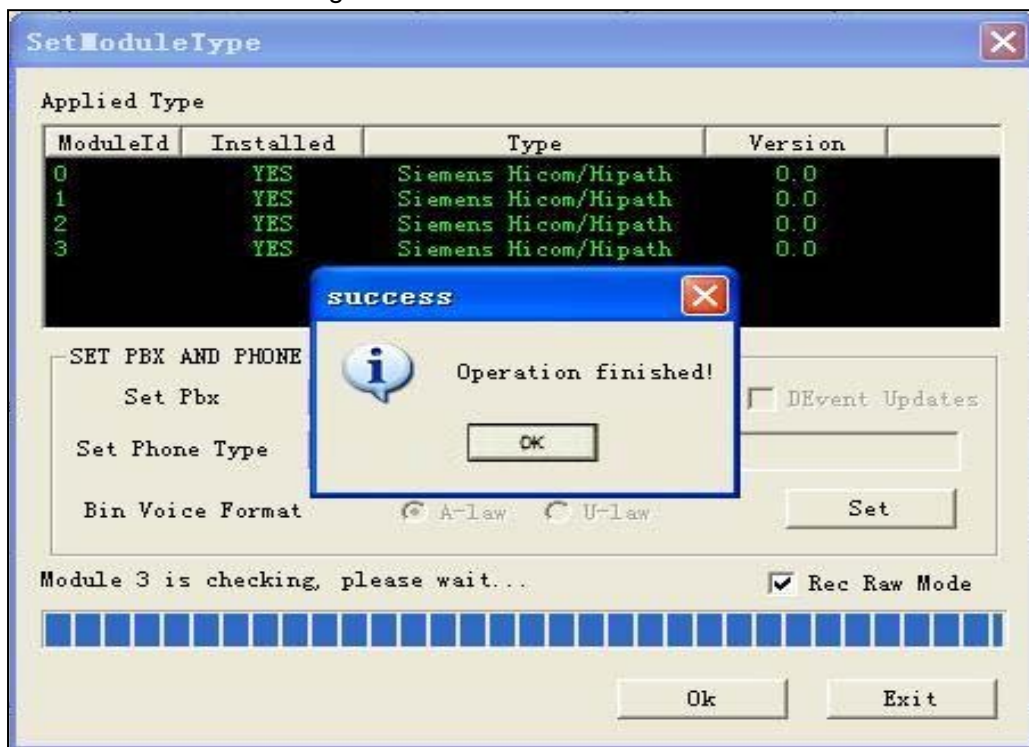 SetModuleType
Applied Type
ModuleId Installed Type Version
0 YES Siemens Hicom/Hipath 0.0
1 YES Siemens Hicom/Hipath 0.0
2 YES Siemens Hicom/Hipath 0.0
3 YES Siemens Hicom/Hipath 0.0
success
SET PBX AND PHONE
Operation finished!
Set Pbx DEvent Updates
OK
Set Phone Type
Bin Voice Format A-law U-law Set
Module 3 is checking, please wait... Rec Raw Mode
Ok Exit